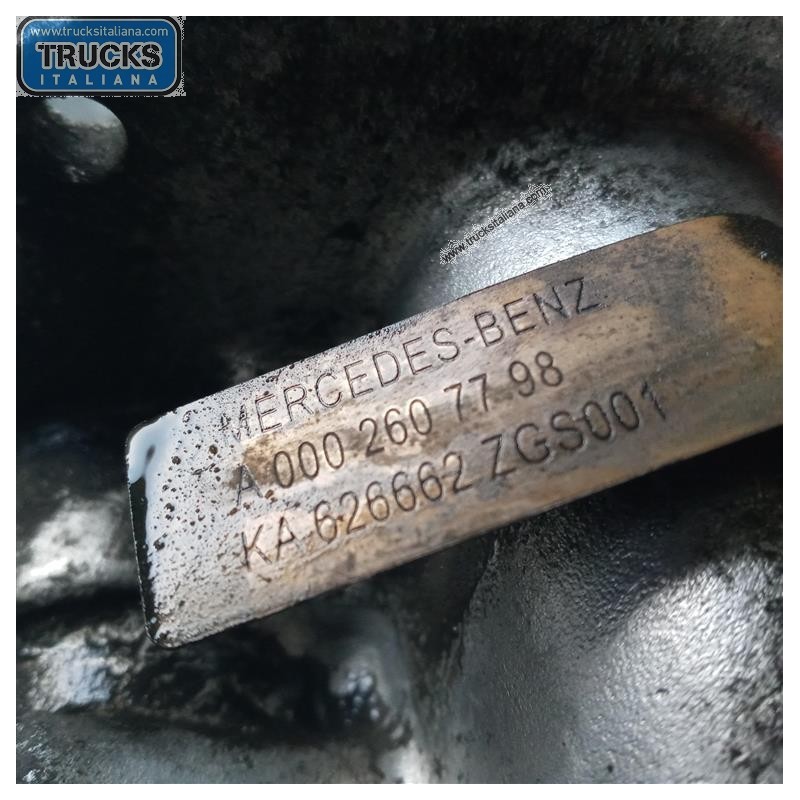 www.trucksitaliana.com
TRUCKS
ITALIANA
www.trucksitaliana.com
MERCEDES-BENZ
A 000 260 77 98
KA 626662 ZGS001